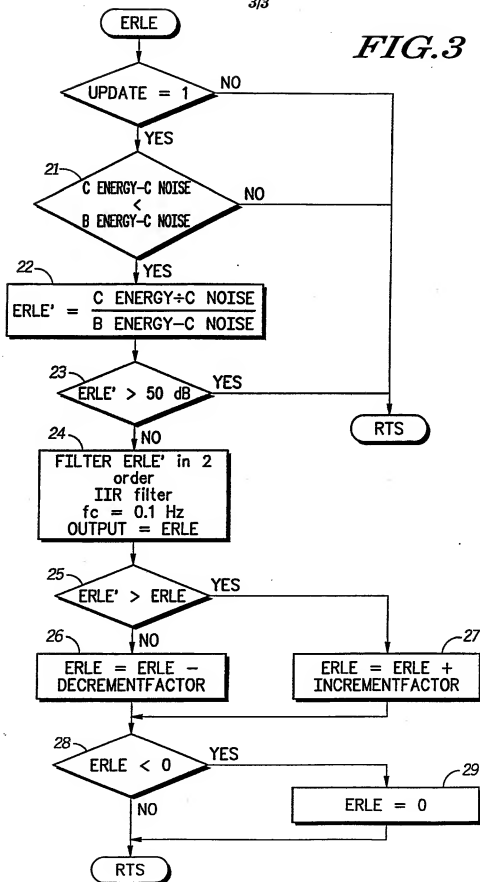 3/3
FIG.3
ERLE
UPDATE = 1
NO
YES
21
C ENERGY-C NOISE
<
B ENERGY-C NOISE
NO
YES
22
ERLE' = C ENERGY÷C NOISE
B ENERGY-C NOISE
23
ERLE' > 50 dB
YES
NO
RTS
24
FILTER ERLE' in 2
order
IIR filter
fc = 0.1 Hz
OUTPUT = ERLE
25
ERLE' > ERLE
YES
NO
26
ERLE = ERLE -
DECREMENTFACTOR
27
ERLE = ERLE +
INCREMENTFACTOR
28
ERLE < 0
YES
NO
29
ERLE = 0
RTS